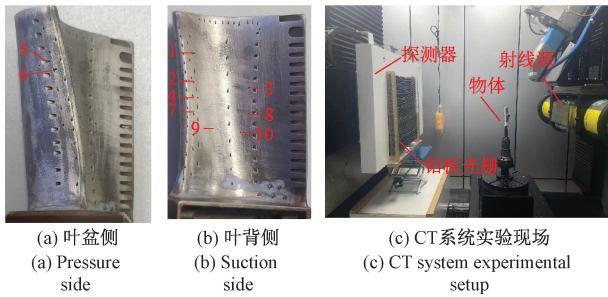 5
6
1
2
4
7
3
8
9
10
探测器
射线源
物体
铅板光栅
(a) 叶盆侧
(b) 叶背侧
(c) CT系统实验现场
(a) Pressure
side
(b) Suction
side
(c) CT system experimental
setup